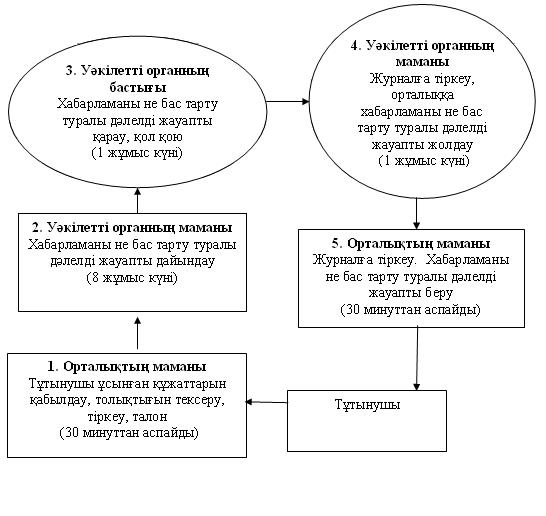 3. Уәкілетті органның
бастығы
Хабарламаны не бас тарту
туралы дәлелді жауапты
қарау, қол қою
(1 жұмыс күні)
4. Уәкілетті органның
маманы
Журналға тіркеу,
орталыққа
хабарламаны не бас
тарту туралы дәлелді
жауапты жолдау
(1 жұмыс күні)
2. Уәкілетті органның маманы
Хабарламаны не бас тарту туралы
дәлелді жауапты дайындау
(8 жұмыс күні)
5. Орталықтың маманы
Журналға тіркеу. Хабарламаны
не бас тарту туралы дәлелді
жауапты беру
(30 минуттан аспайды)
1. Орталықтың маманы
Тұтынушы ұсынған құжаттарын
қабылдау, толықтығын тексеру,
тіркеу, талон
(30 минуттан аспайды)
Тұтынушы